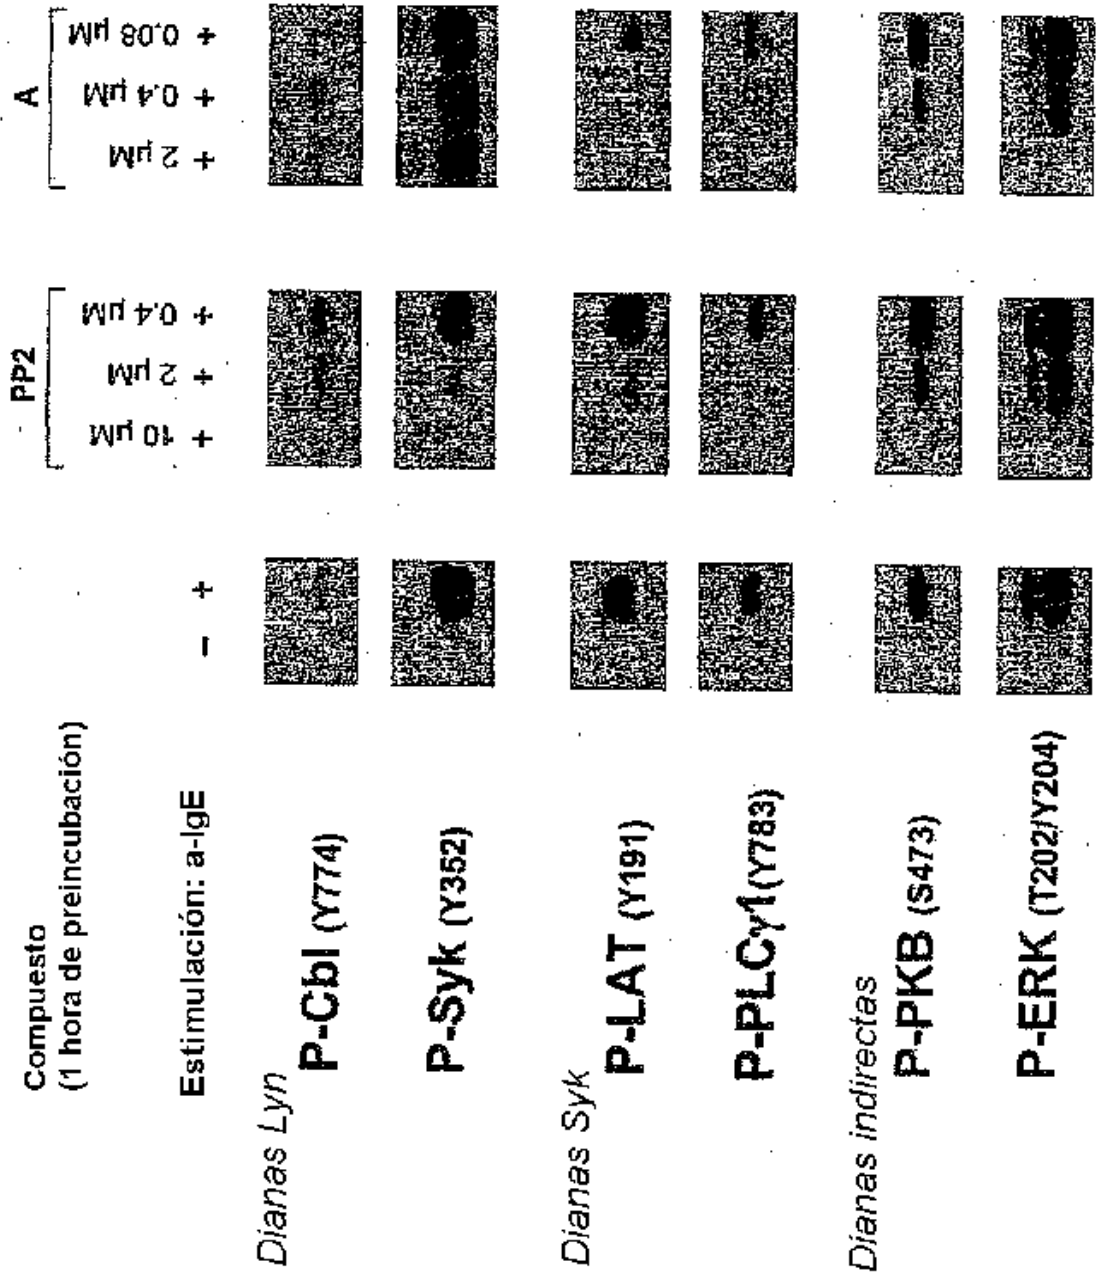 Compuesto
(1 hora de preincubación)
PP2
A
10 µM
2 µM
0.4 µM
2 µM
0.4 µM
0.08 µM
Estimulación: a-IgE
− + + + + + + +
Dianas Lyn
P-Cbl (Y774)
P-Syk (Y352)
Dianas Syk
P-LAT (Y191)
P-PLCγ1(Y783)
Dianas indirectas
P-PKB (S473)
P-ERK (T202/Y204)